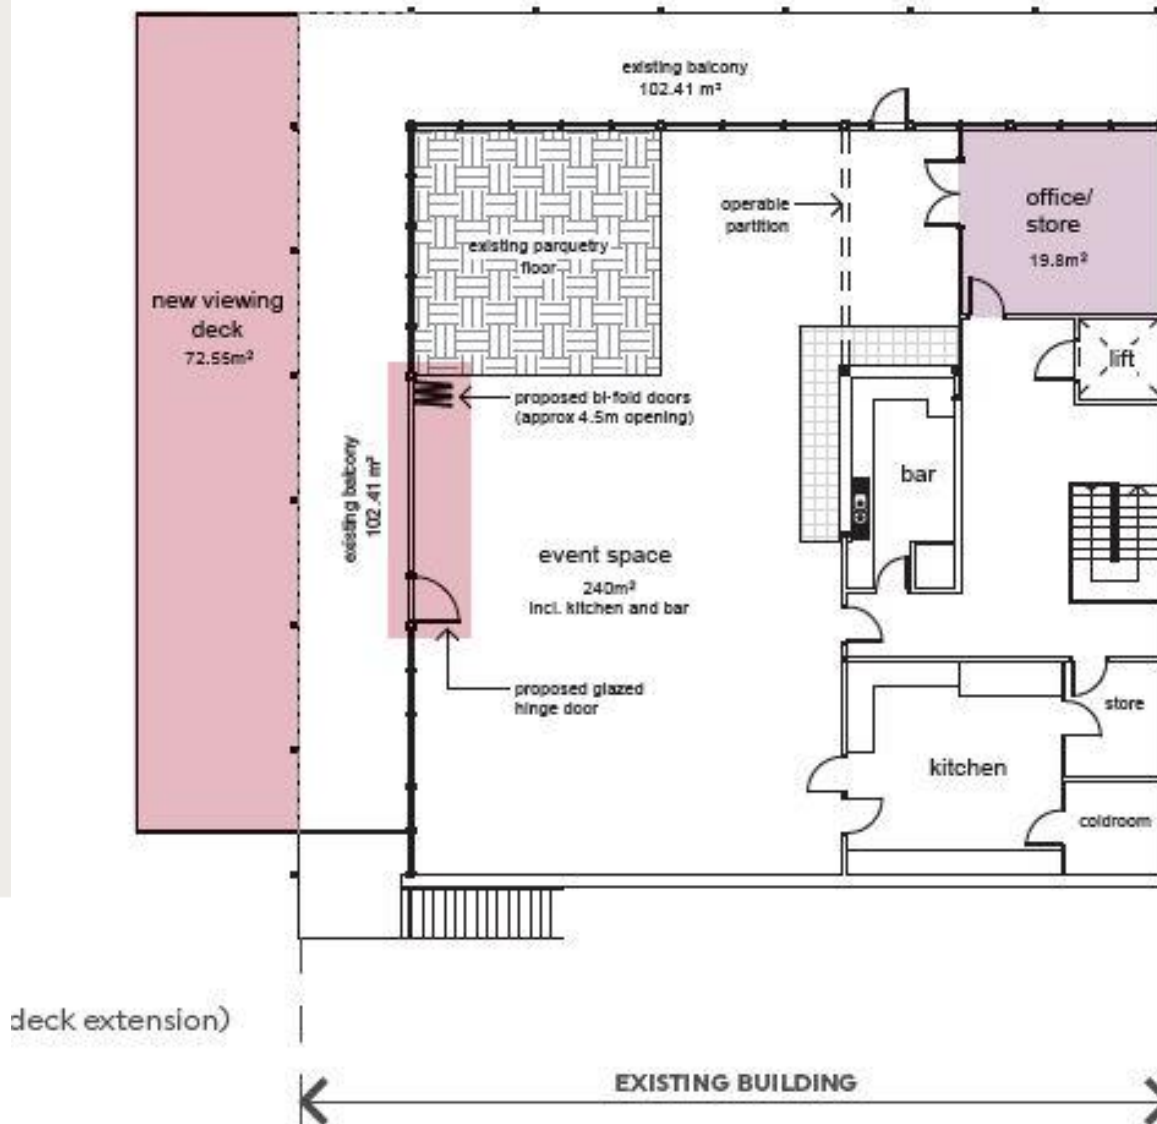 existing balcony
102.41 m²
operable
partition
office/
store
19.8m²
existing parquetry
floor
new viewing
deck
72.55m²
lift
proposed bi-fold doors
(approx 4.5m opening)
existing balcony
102.41 m²
bar
event space
240m²
incl. kitchen and bar
proposed glazed
hinge door
store
kitchen
coldroom
deck extension)
EXISTING BUILDING